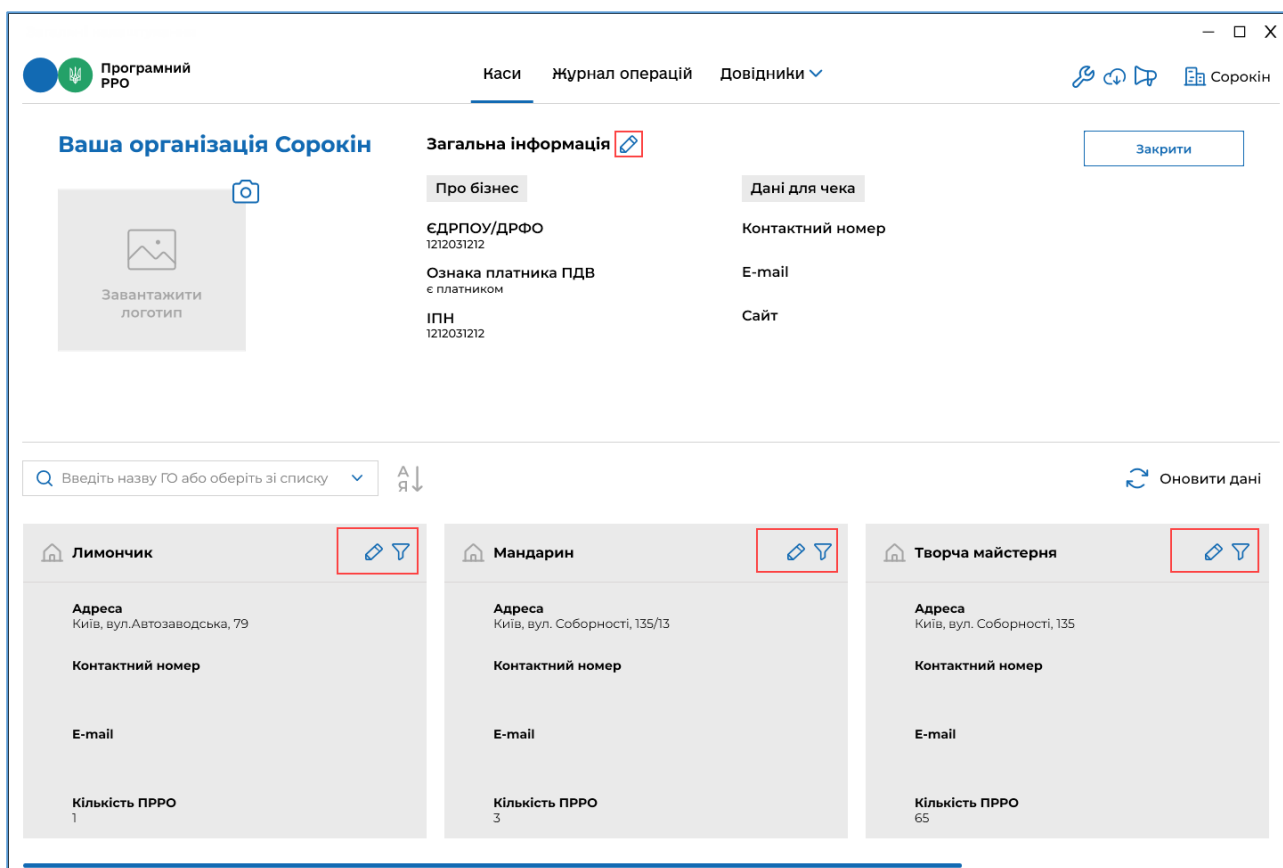 Програмний
РРО
Каси
Журнал операцій
Довідники
Сорокін
Ваша організація Сорокін
Завантажити
логотип
Загальна інформація
Закрити
Про бізнес
Дані для чека
ЄДРПОУ/ДРФО
1212031212
Контактний номер
Ознака платника ПДВ
є платником
E-mail
ІПН
1212031212
Сайт
Введіть назву ГО або оберіть зі списку
А
Я
Оновити дані
Лимончик
Адреса
Київ, вул.Автозаводська, 79
Контактний номер
E-mail
Кількість ПРРО
1
Мандарин
Адреса
Київ, вул. Соборності, 135/13
Контактний номер
E-mail
Кількість ПРРО
3
Творча майстерня
Адреса
Київ, вул. Соборності, 135
Контактний номер
E-mail
Кількість ПРРО
65